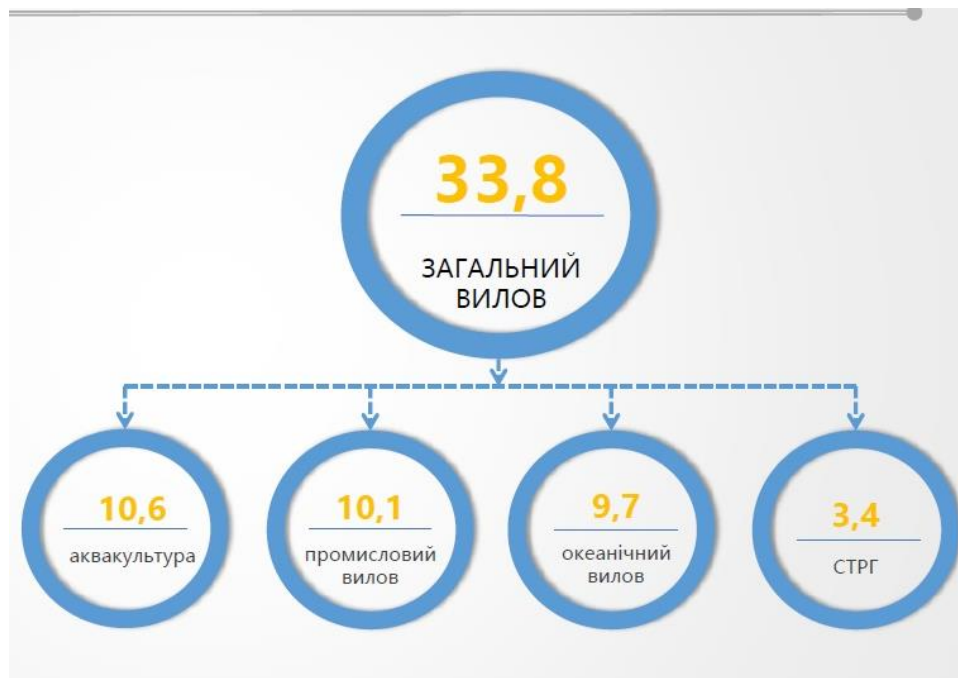 33,8
ЗАГАЛЬНИЙ
ВИЛОВ
10,6
аквакультура
10,1
промисловий
вилов
9,7
океанічний
вилов
3,4
СТРГ